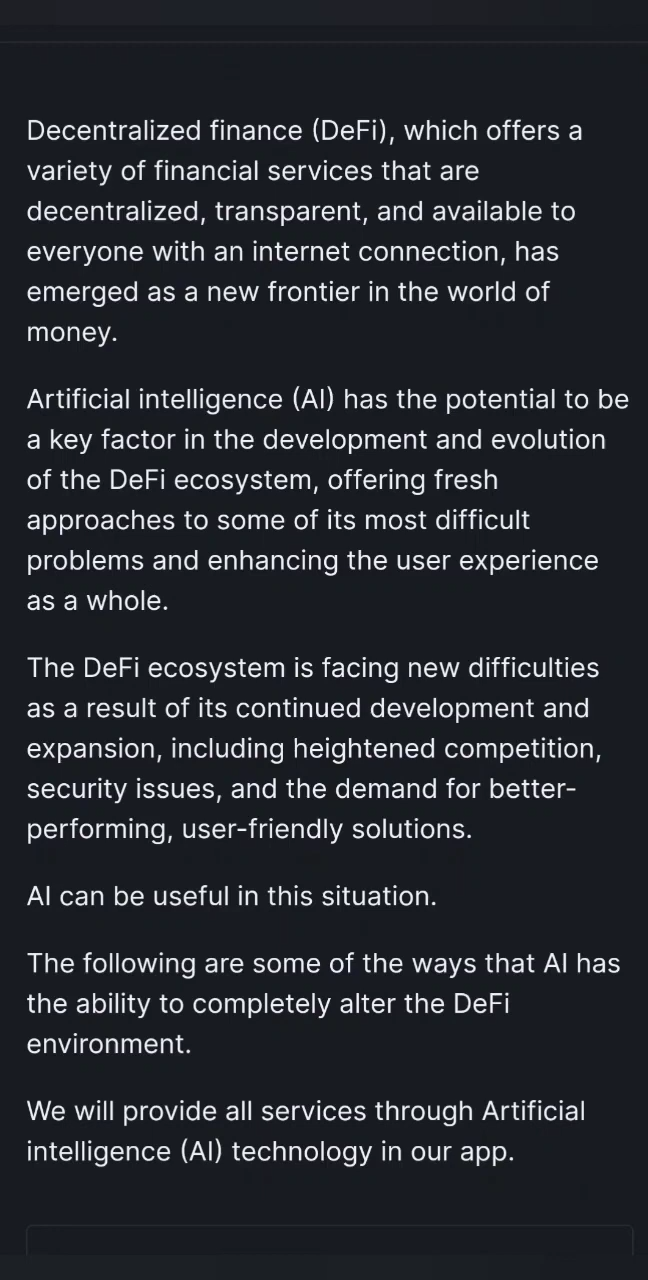 Decentralized finance (DeFi), which offers a
variety of financial services that are
decentralized, transparent, and available to
everyone with an internet connection, has
emerged as a new frontier in the world of
money.
Artificial intelligence (AI) has the potential to be
a key factor in the development and evolution
of the DeFi ecosystem, offering fresh
approaches to some of its most difficult
problems and enhancing the user experience
as a whole.
The DeFi ecosystem is facing new difficulties
as a result of its continued development and
expansion, including heightened competition,
security issues, and the demand for better-
performing, user-friendly solutions.
AI can be useful in this situation.
The following are some of the ways that AI has
the ability to completely alter the DeFi
environment.
We will provide all services through Artificial
intelligence (AI) technology in our app.